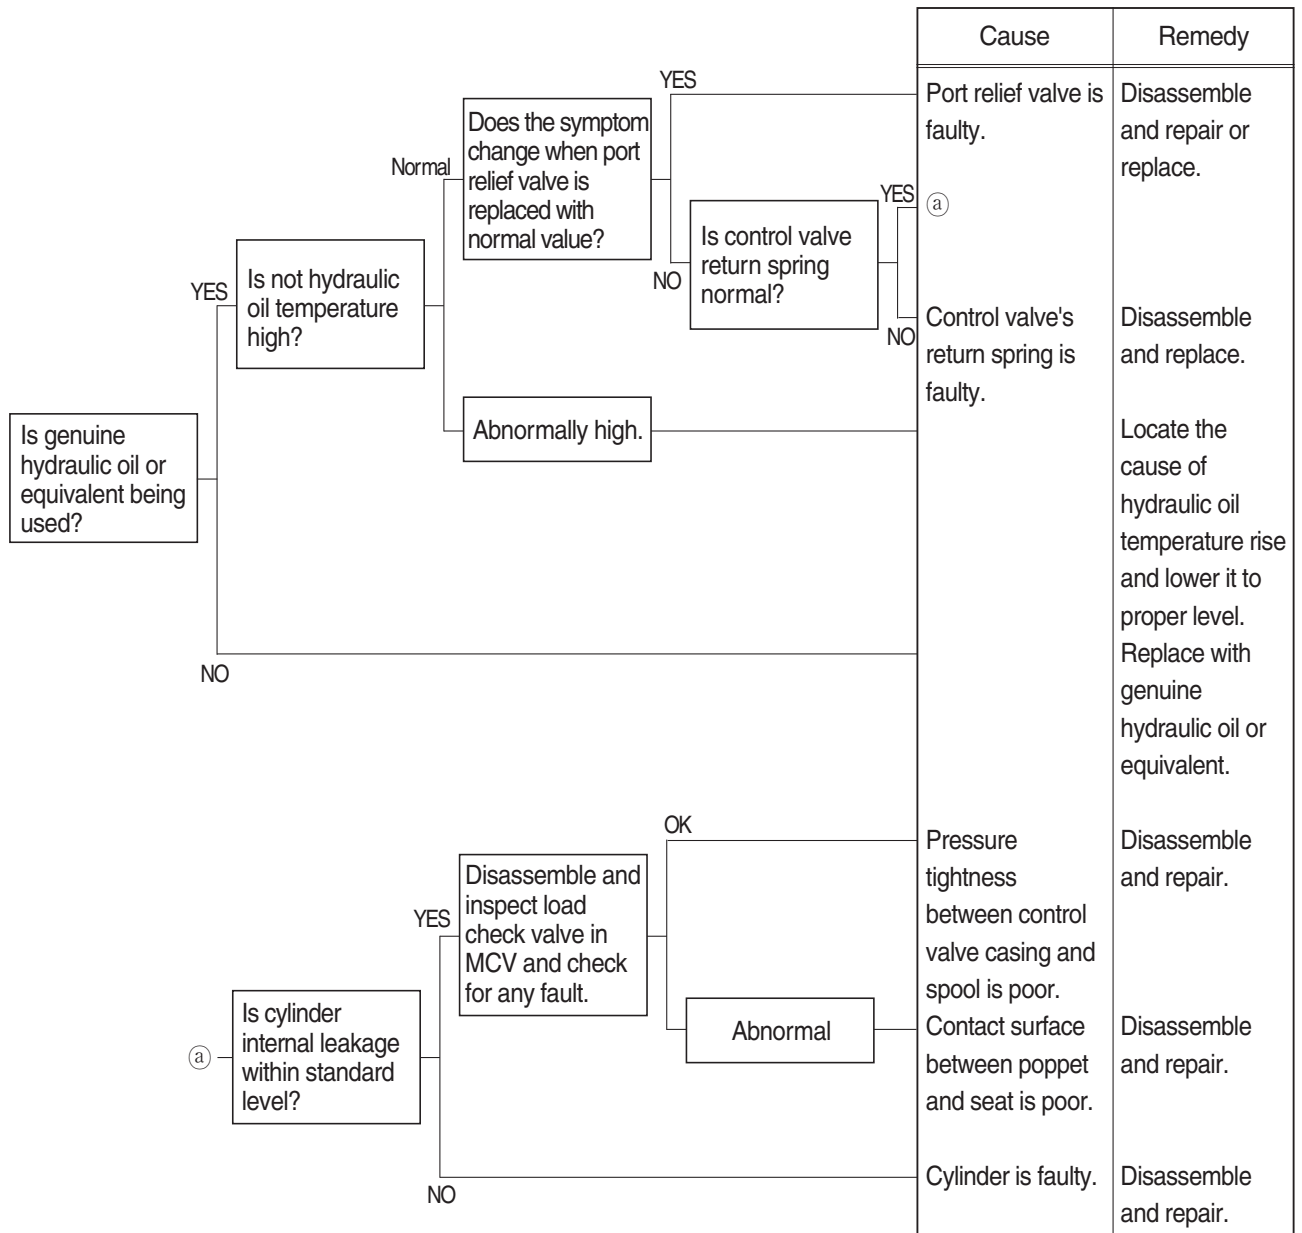 Cause
Remedy
YES
Port relief valve is
faulty.
Disassemble
and repair or
replace.
Does the symptom
change when port
relief valve is
replaced with
normal value?
Normal
YES
ⓐ
Is control valve
return spring
normal?
NO
NO
Control valve's
return spring is
faulty.
Disassemble
and replace.
YES
Is not hydraulic
oil temperature
high?
Abnormally high.
Locate the
cause of
hydraulic oil
temperature rise
and lower it to
proper level.
Is genuine
hydraulic oil or
equivalent being
used?
NO
Replace with
genuine
hydraulic oil or
equivalent.
OK
Pressure
tightness
between control
valve casing and
spool is poor.
Disassemble
and repair.
Disassemble and
inspect load
check valve in
MCV and check
for any fault.
YES
Abnormal
Contact surface
between poppet
and seat is poor.
Disassemble
and repair.
ⓐ
Is cylinder
internal leakage
within standard
level?
NO
Cylinder is faulty.
Disassemble
and repair.